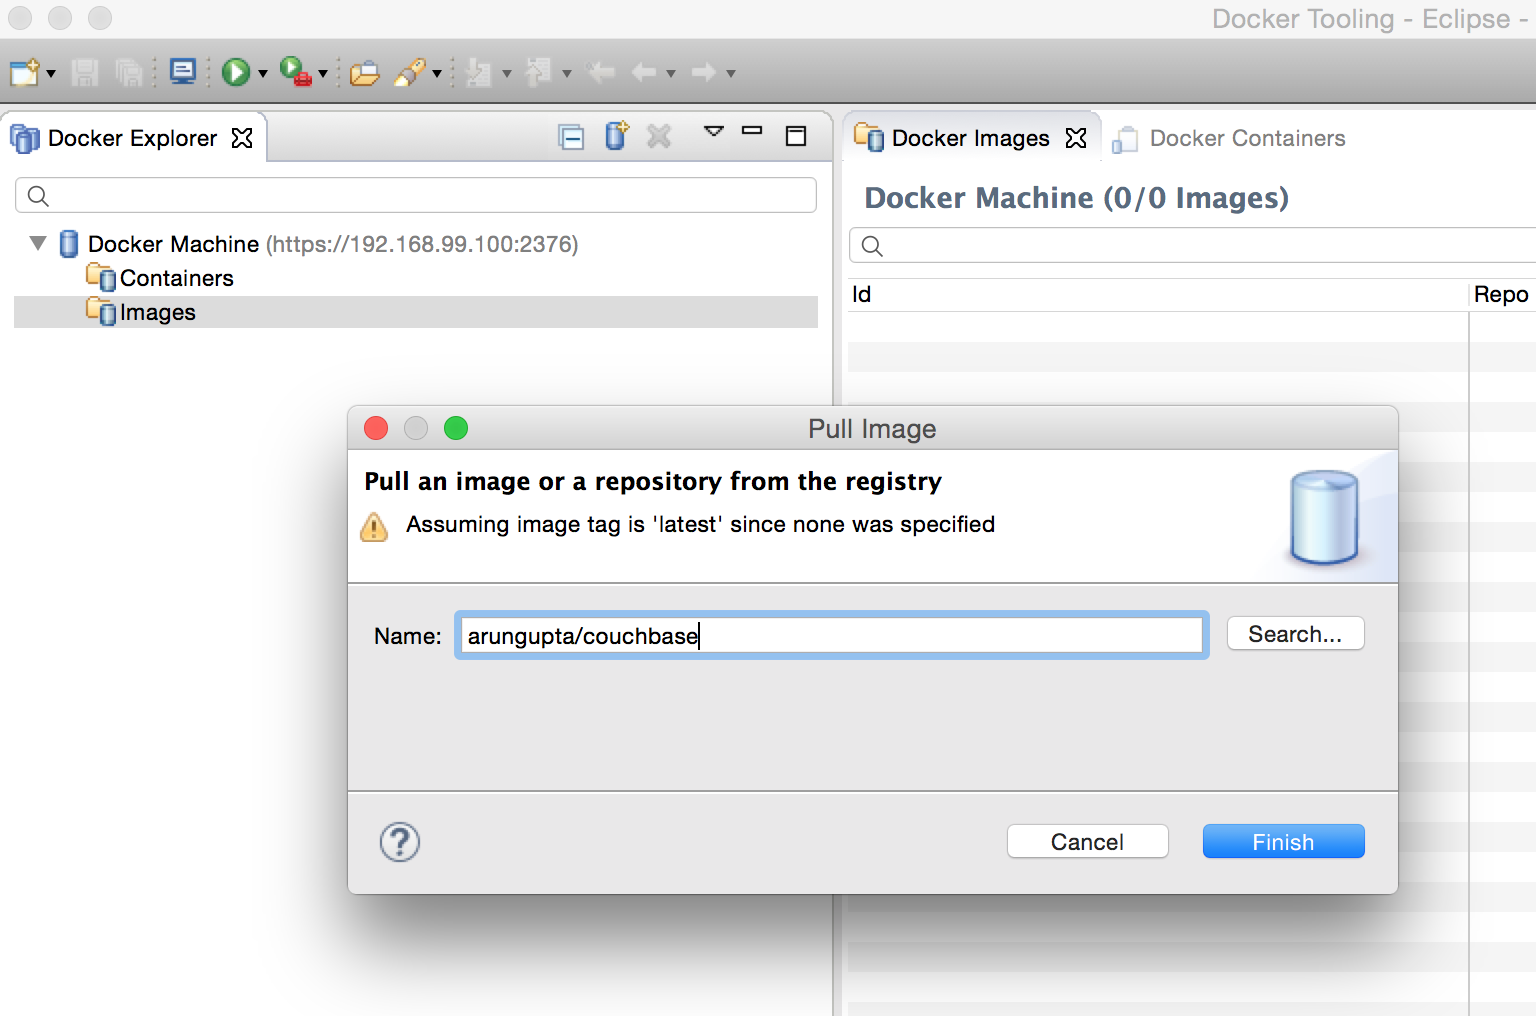 Docker Tooling - Eclipse -
Docker Explorer
Docker Images
Docker Containers
Docker Machine (0/0 Images)
Docker Machine (https://192.168.99.100:2376)
Containers
Images
Id
Repo
Pull Image
Pull an image or a repository from the registry
Assuming image tag is 'latest' since none was specified
Name:
arungupta/couchbase
Search...
?
Cancel
Finish